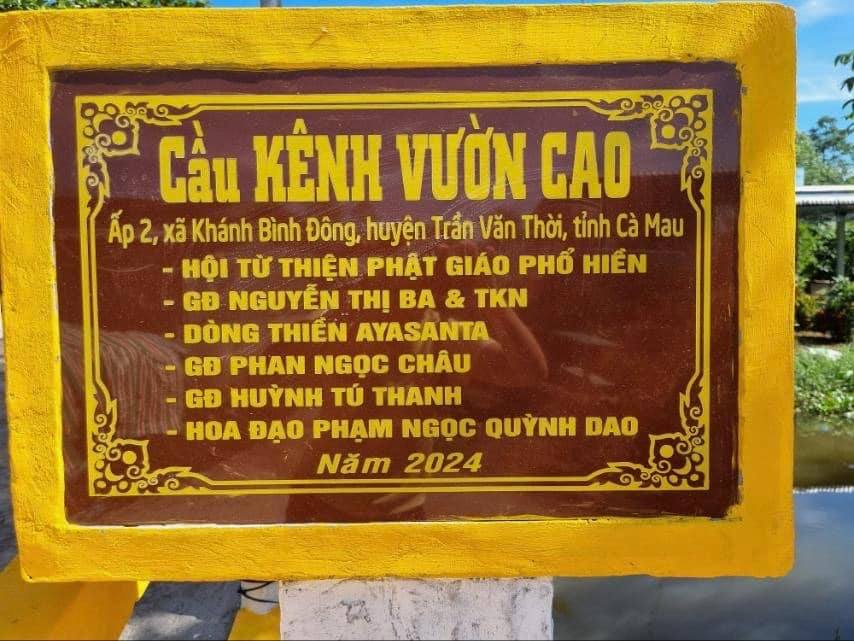 Cầu KÊNH VƯỜN CAO
Ấp 2, xã Khánh Bình Đông, huyện Trần Văn Thời, tỉnh Cà Mau
- HỘI TỪ THIỆN PHẬT GIÁO PHỔ HIỀN
- GĐ NGUYỄN THỊ BA & TKN
- DÒNG THIỀN AYASANTA
- GĐ PHAN NGỌC CHÂU
- GĐ HUỲNH TÚ THANH
- HOA ĐẠO PHẠM NGỌC QUỲNH DAO
Năm 2024